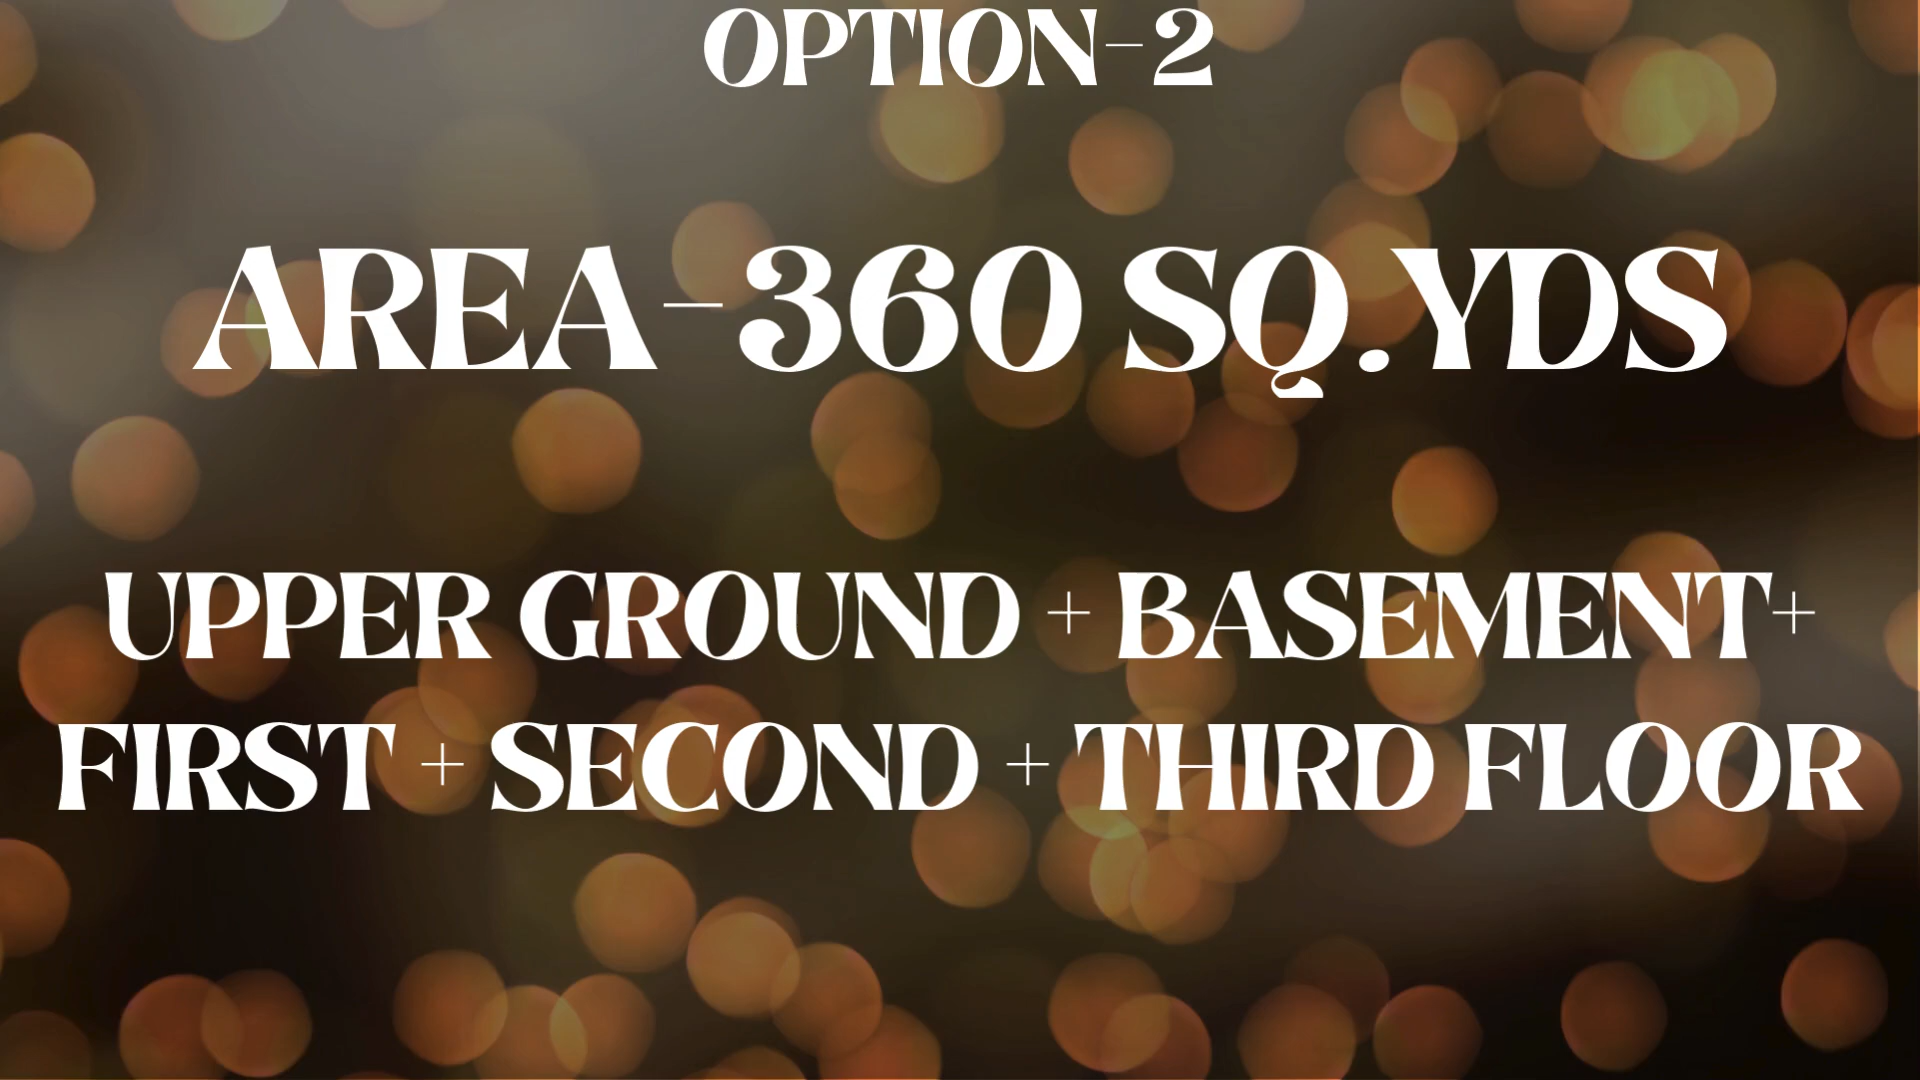 OPTION-2
AREA-360 SQ.YDS
UPPER GROUND + BASEMENT+
FIRST + SECOND + THIRD FLOOR